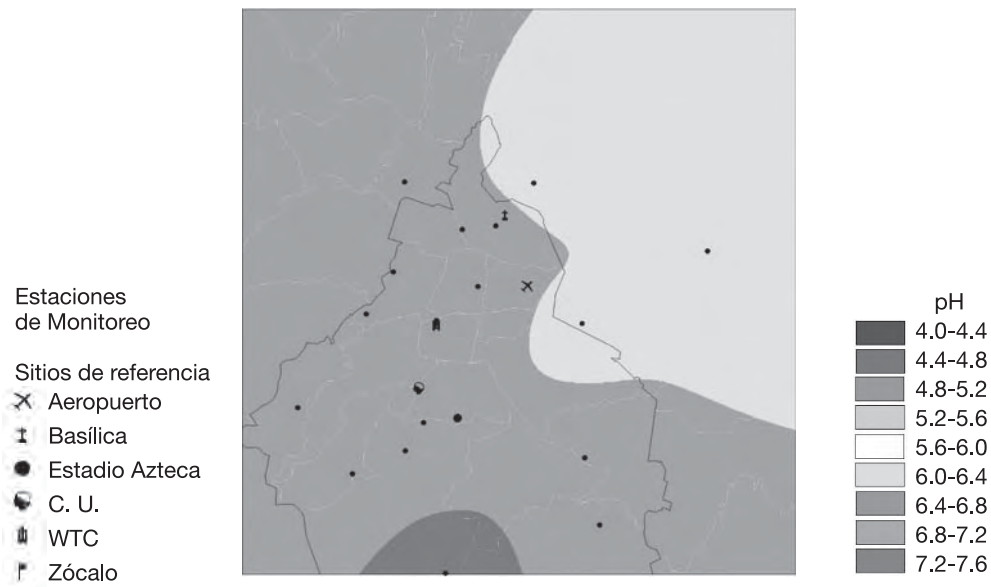 Estaciones
de Monitoreo
Sitios de referencia
Aeropuerto
Basílica
Estadio Azteca
C. U.
WTC
Zócalo
pH
4.0-4.4
4.4-4.8
4.8-5.2
5.2-5.6
5.6-6.0
6.0-6.4
6.4-6.8
6.8-7.2
7.2-7.6